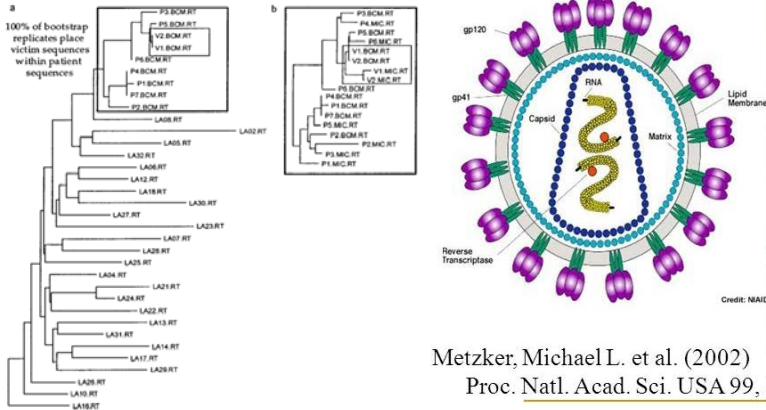 a
100% of bootstrap
replicates place
victim sequences
within patient
sequences
P3.BCM.RT
P5.BCM.RT
V2.BCM.RT
V1.BCM.RT
P6.BCM.RT
P4.BCM.RT
P1.BCM.RT
P7.BCM.RT
P2.BCM.RT
LA08.RT
LA02.RT
LA05.RT
LA32.RT
LA06.RT
LA12.RT
LA18.RT
LA30.RT
LA27.RT
LA23.RT
LA07.RT
LA28.RT
LA25.RT
LA04.RT
LA21.RT
LA24.RT
LA22.RT
LA13.RT
LA31.RT
LA14.RT
LA17.RT
LA29.RT
LA26.RT
LA10.RT
LA16.RT
b
P3.BCM.RT
P4.MIC.RT
P5.BCM.RT
P6.MIC.RT
V1.BCM.RT
V2.BCM.RT
V1.MIC.RT
V2.MIC.RT
P6.BCM.RT
P4.BCM.RT
P1.BCM.RT
P7.BCM.RT
P5.MIC.RT
P2.BCM.RT
P2.MIC.RT
P3.MIC.RT
P1.MIC.RT
gp120
gp41
RNA
Capsid
Matrix
Lipid
Membrane
Reverse
Transcriptase
Credit: NIAID
Metzker, Michael L. et al. (2002)
Proc. Natl. Acad. Sci. USA 99,